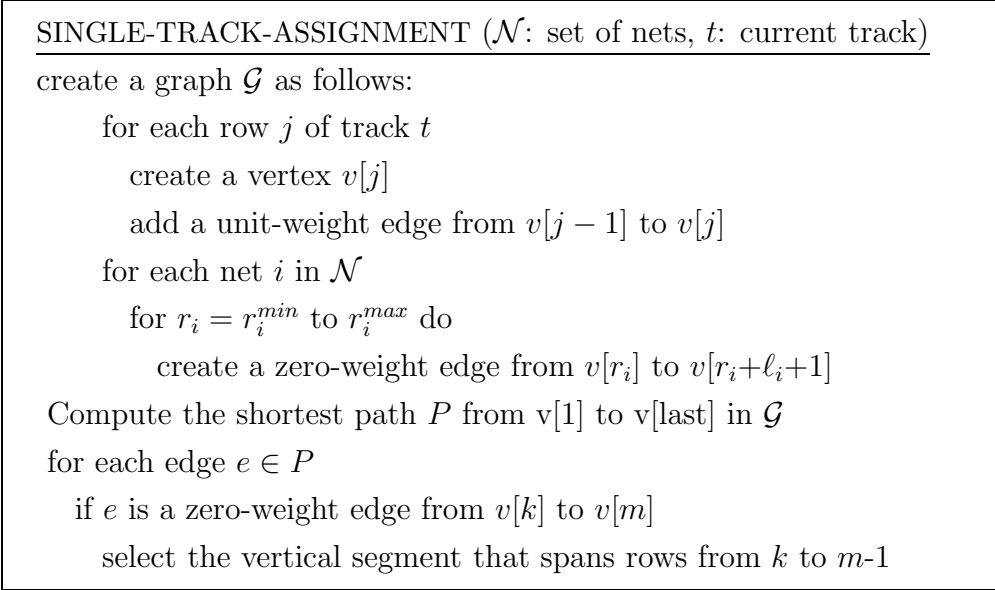 SINGLE-TRACK-ASSIGNMENT (𝒩: set of nets, t: current track)
create a graph 𝒢 as follows:
for each row j of track t
create a vertex v[j]
add a unit-weight edge from v[j − 1] to v[j]
for each net i in 𝒩
for r_i = r_i^{min} to r_i^{max} do
create a zero-weight edge from v[r_i] to v[r_i+ℓ_i+1]
Compute the shortest path P from v[1] to v[last] in 𝒢
for each edge e ∈ P
if e is a zero-weight edge from v[k] to v[m]
select the vertical segment that spans rows from k to m-1